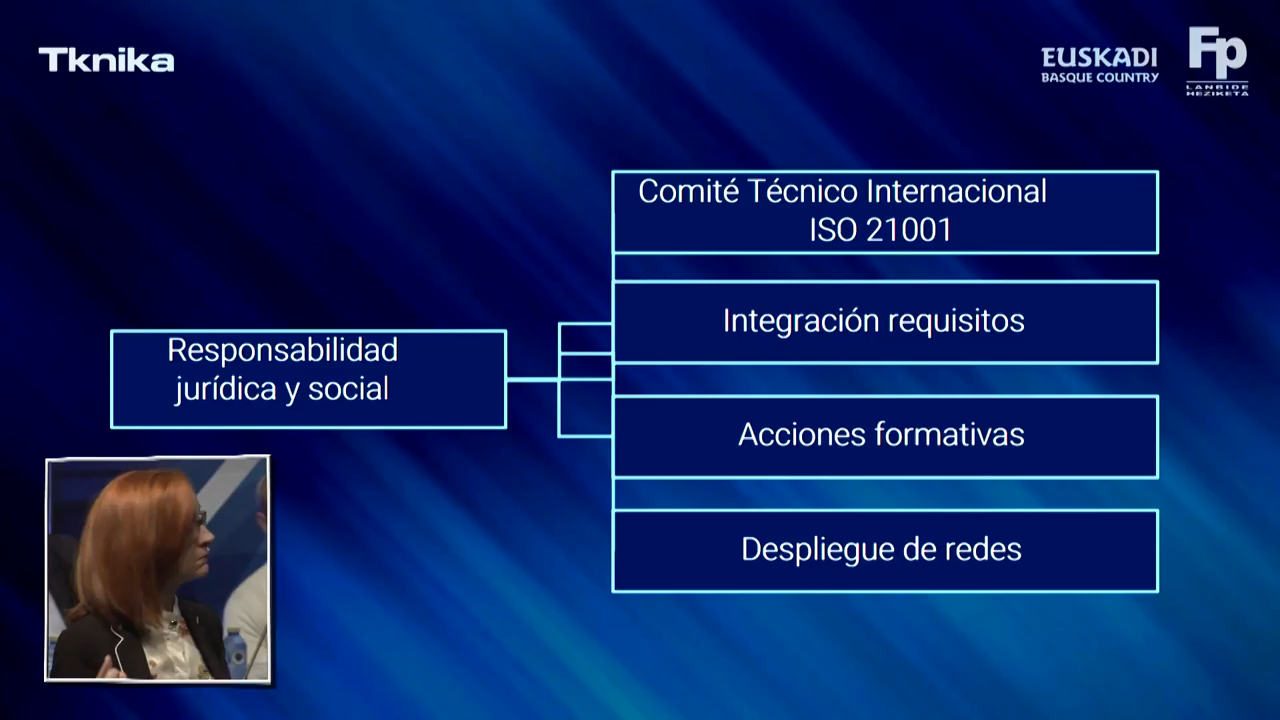 Tknika
EUSKADI
BASQUE COUNTRY
Fp
LANBIDE
HEZIKETA
Comité Técnico Internacional
ISO 21001
Integración requisitos
Responsabilidad
jurídica y social
Acciones formativas
Despliegue de redes